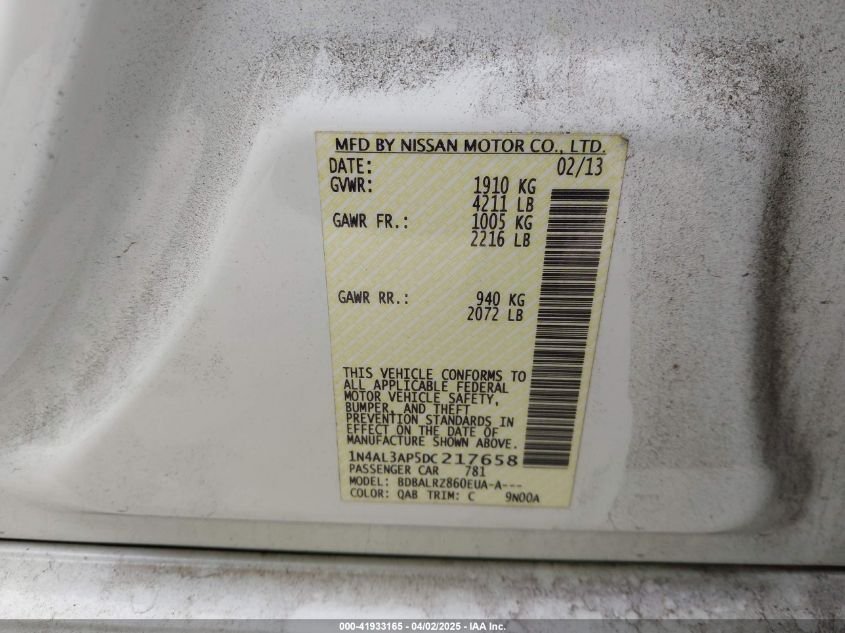 MFD BY NISSAN MOTOR CO., LTD.
DATE: 02/13
GVWR: 1910 KG
4211 LB
GAWR FR.: 1005 KG
2216 LB
GAWR RR.: 940 KG
2072 LB
THIS VEHICLE CONFORMS TO
ALL APPLICABLE FEDERAL
MOTOR VEHICLE SAFETY,
BUMPER, AND THEFT
PREVENTION STANDARDS IN
EFFECT ON THE DATE OF
MANUFACTURE SHOWN ABOVE.
1N4AL3AP5DC217658
PASSENGER CAR 781
MODEL: BDBALRZ860EUA-A---
COLOR: QAB TRIM: C 9N00A
000-41933165 - 04/02/2025 - IAA Inc.